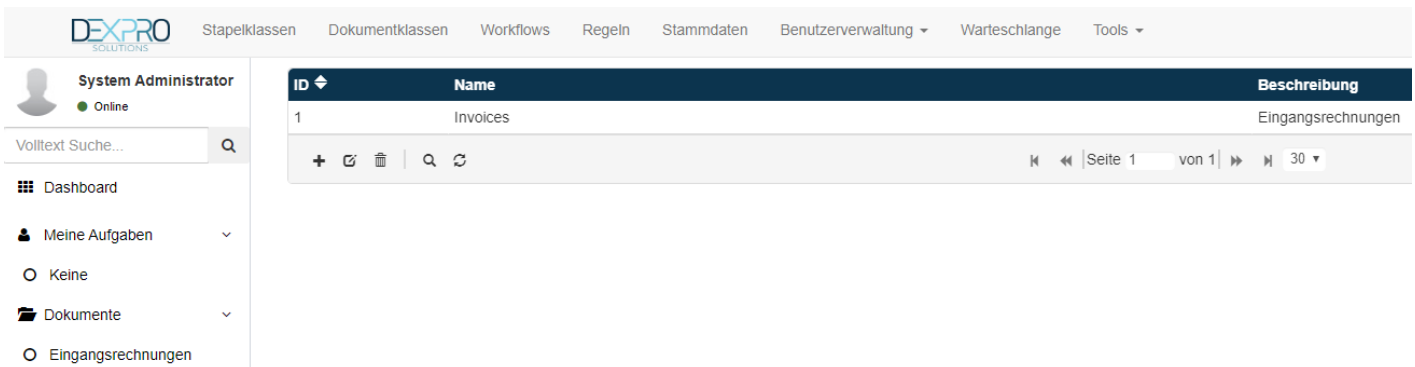 DEXPRO
SOLUTIONS
Stapelklassen Dokumentklassen Workflows Regeln Stammdaten Benutzerverwaltung Warteschlange Tools
System Administrator
Online
Volltext Suche...
Dashboard
Meine Aufgaben
Keine
Dokumente
Eingangsrechnungen
ID Name Beschreibung
1 Invoices Eingangsrechnungen
Seite 1 von 1 30